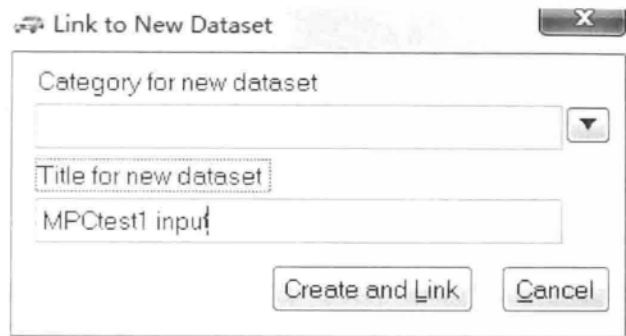 Link to New Dataset
Category for new dataset
Title for new dataset
MPCtest1 input
Create and Link
Cancel